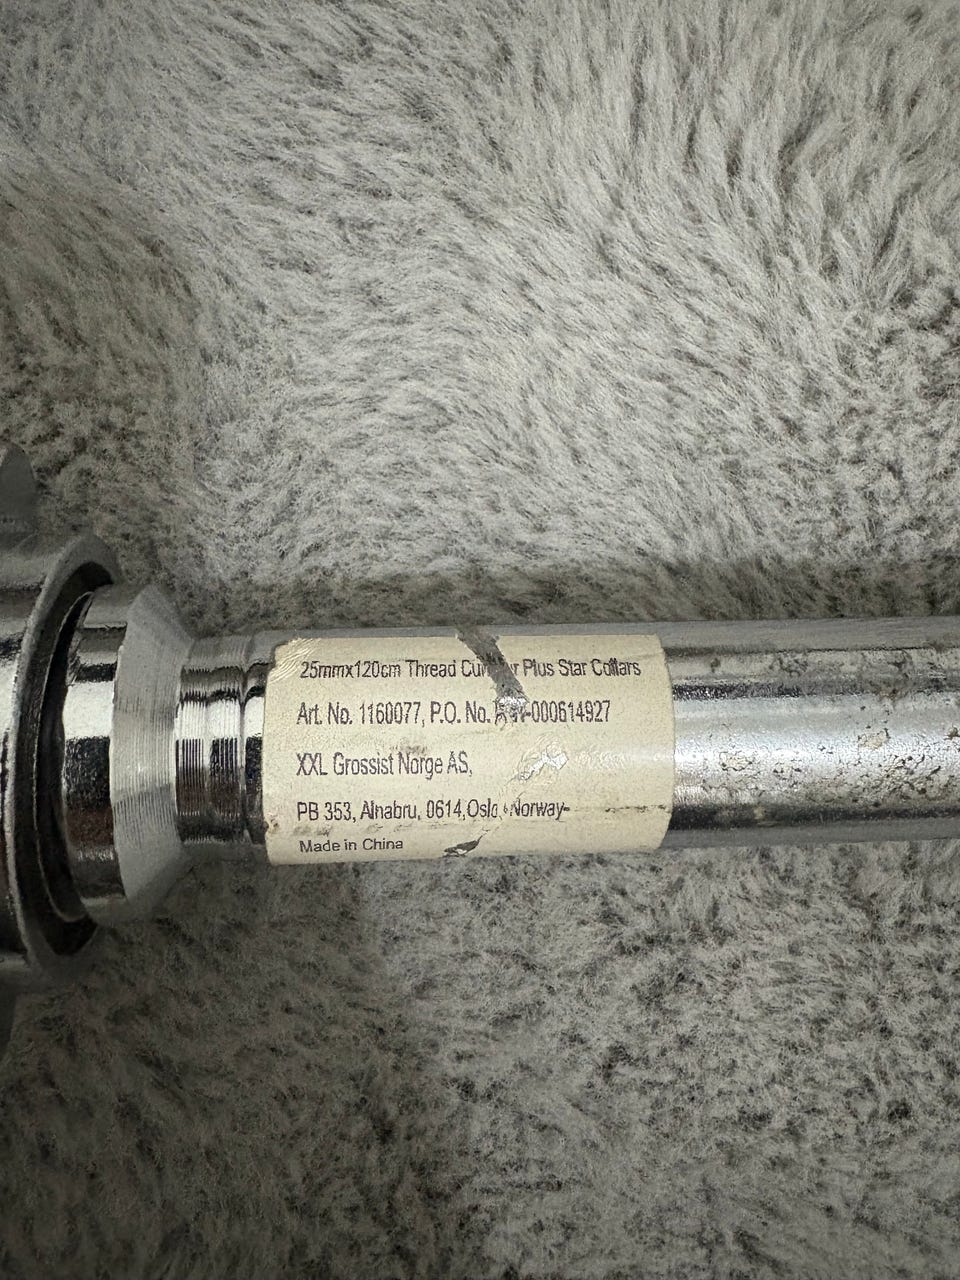 25mmx120cm Thread Plus Star Collars
Art. No. 1160077, P.O. No. -000614927
XXL Grossist Norge AS,
PB 353, Alnabru, 0614,Oslo, Norway-
Made in China